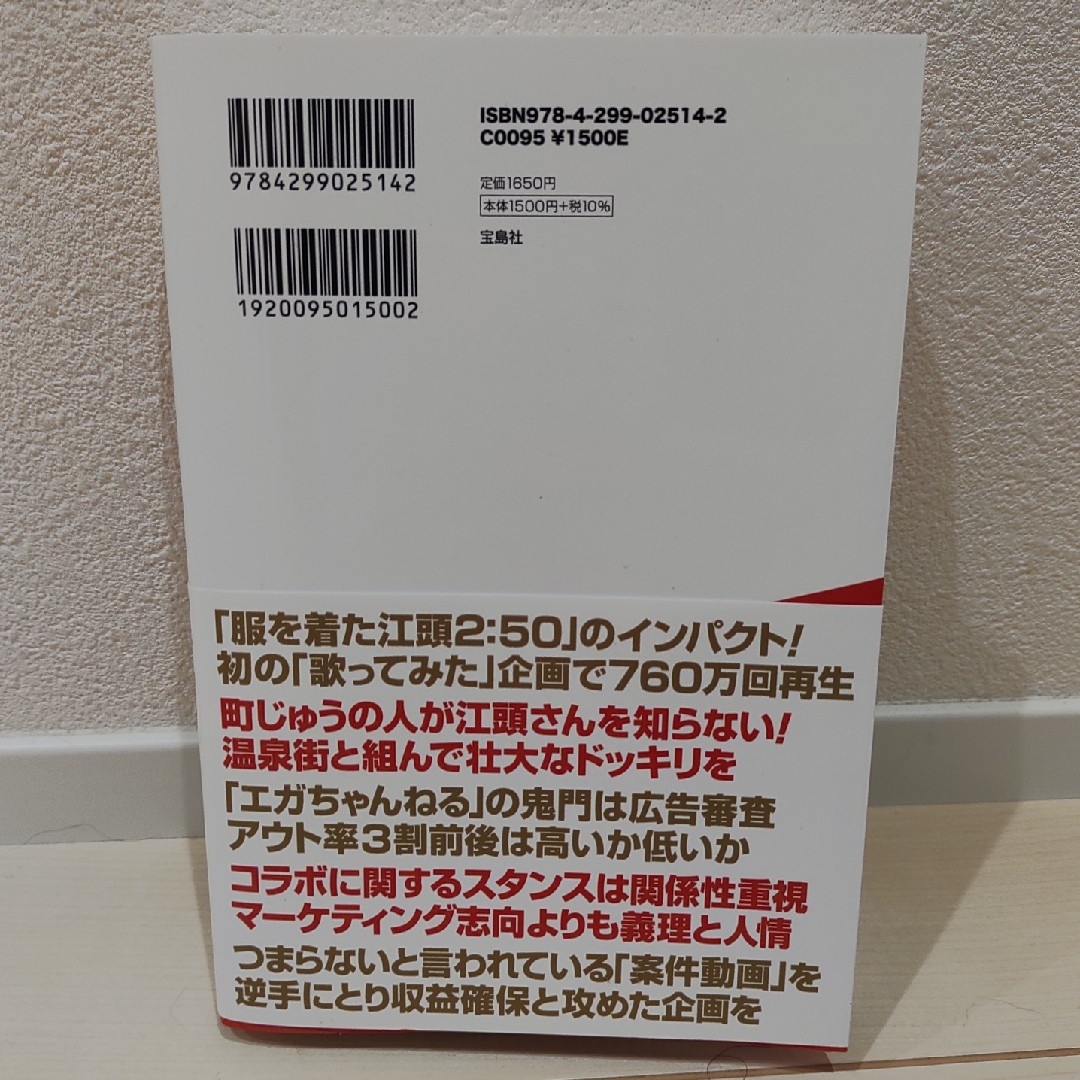 ISBN978-4-299-02514-2
C0095 ¥1500E
9784299025142
定価1650円
本体1500円+税10%
宝島社
1920095015002
「服を着た江頭2:50」のインパクト!
初の「歌ってみた」企画で760万回再生
町じゅうの人が江頭さんを知らない!
温泉街と組んで壮大なドッキリを
「エガちゃんねる」の鬼門は広告審査
アウト率3割前後は高いか低いか
コラボに関するスタンスは関係性重視
マーケティング志向よりも義理と人情
つまらないと言われている「案件動画」を
逆手にとり収益確保と攻めた企画を